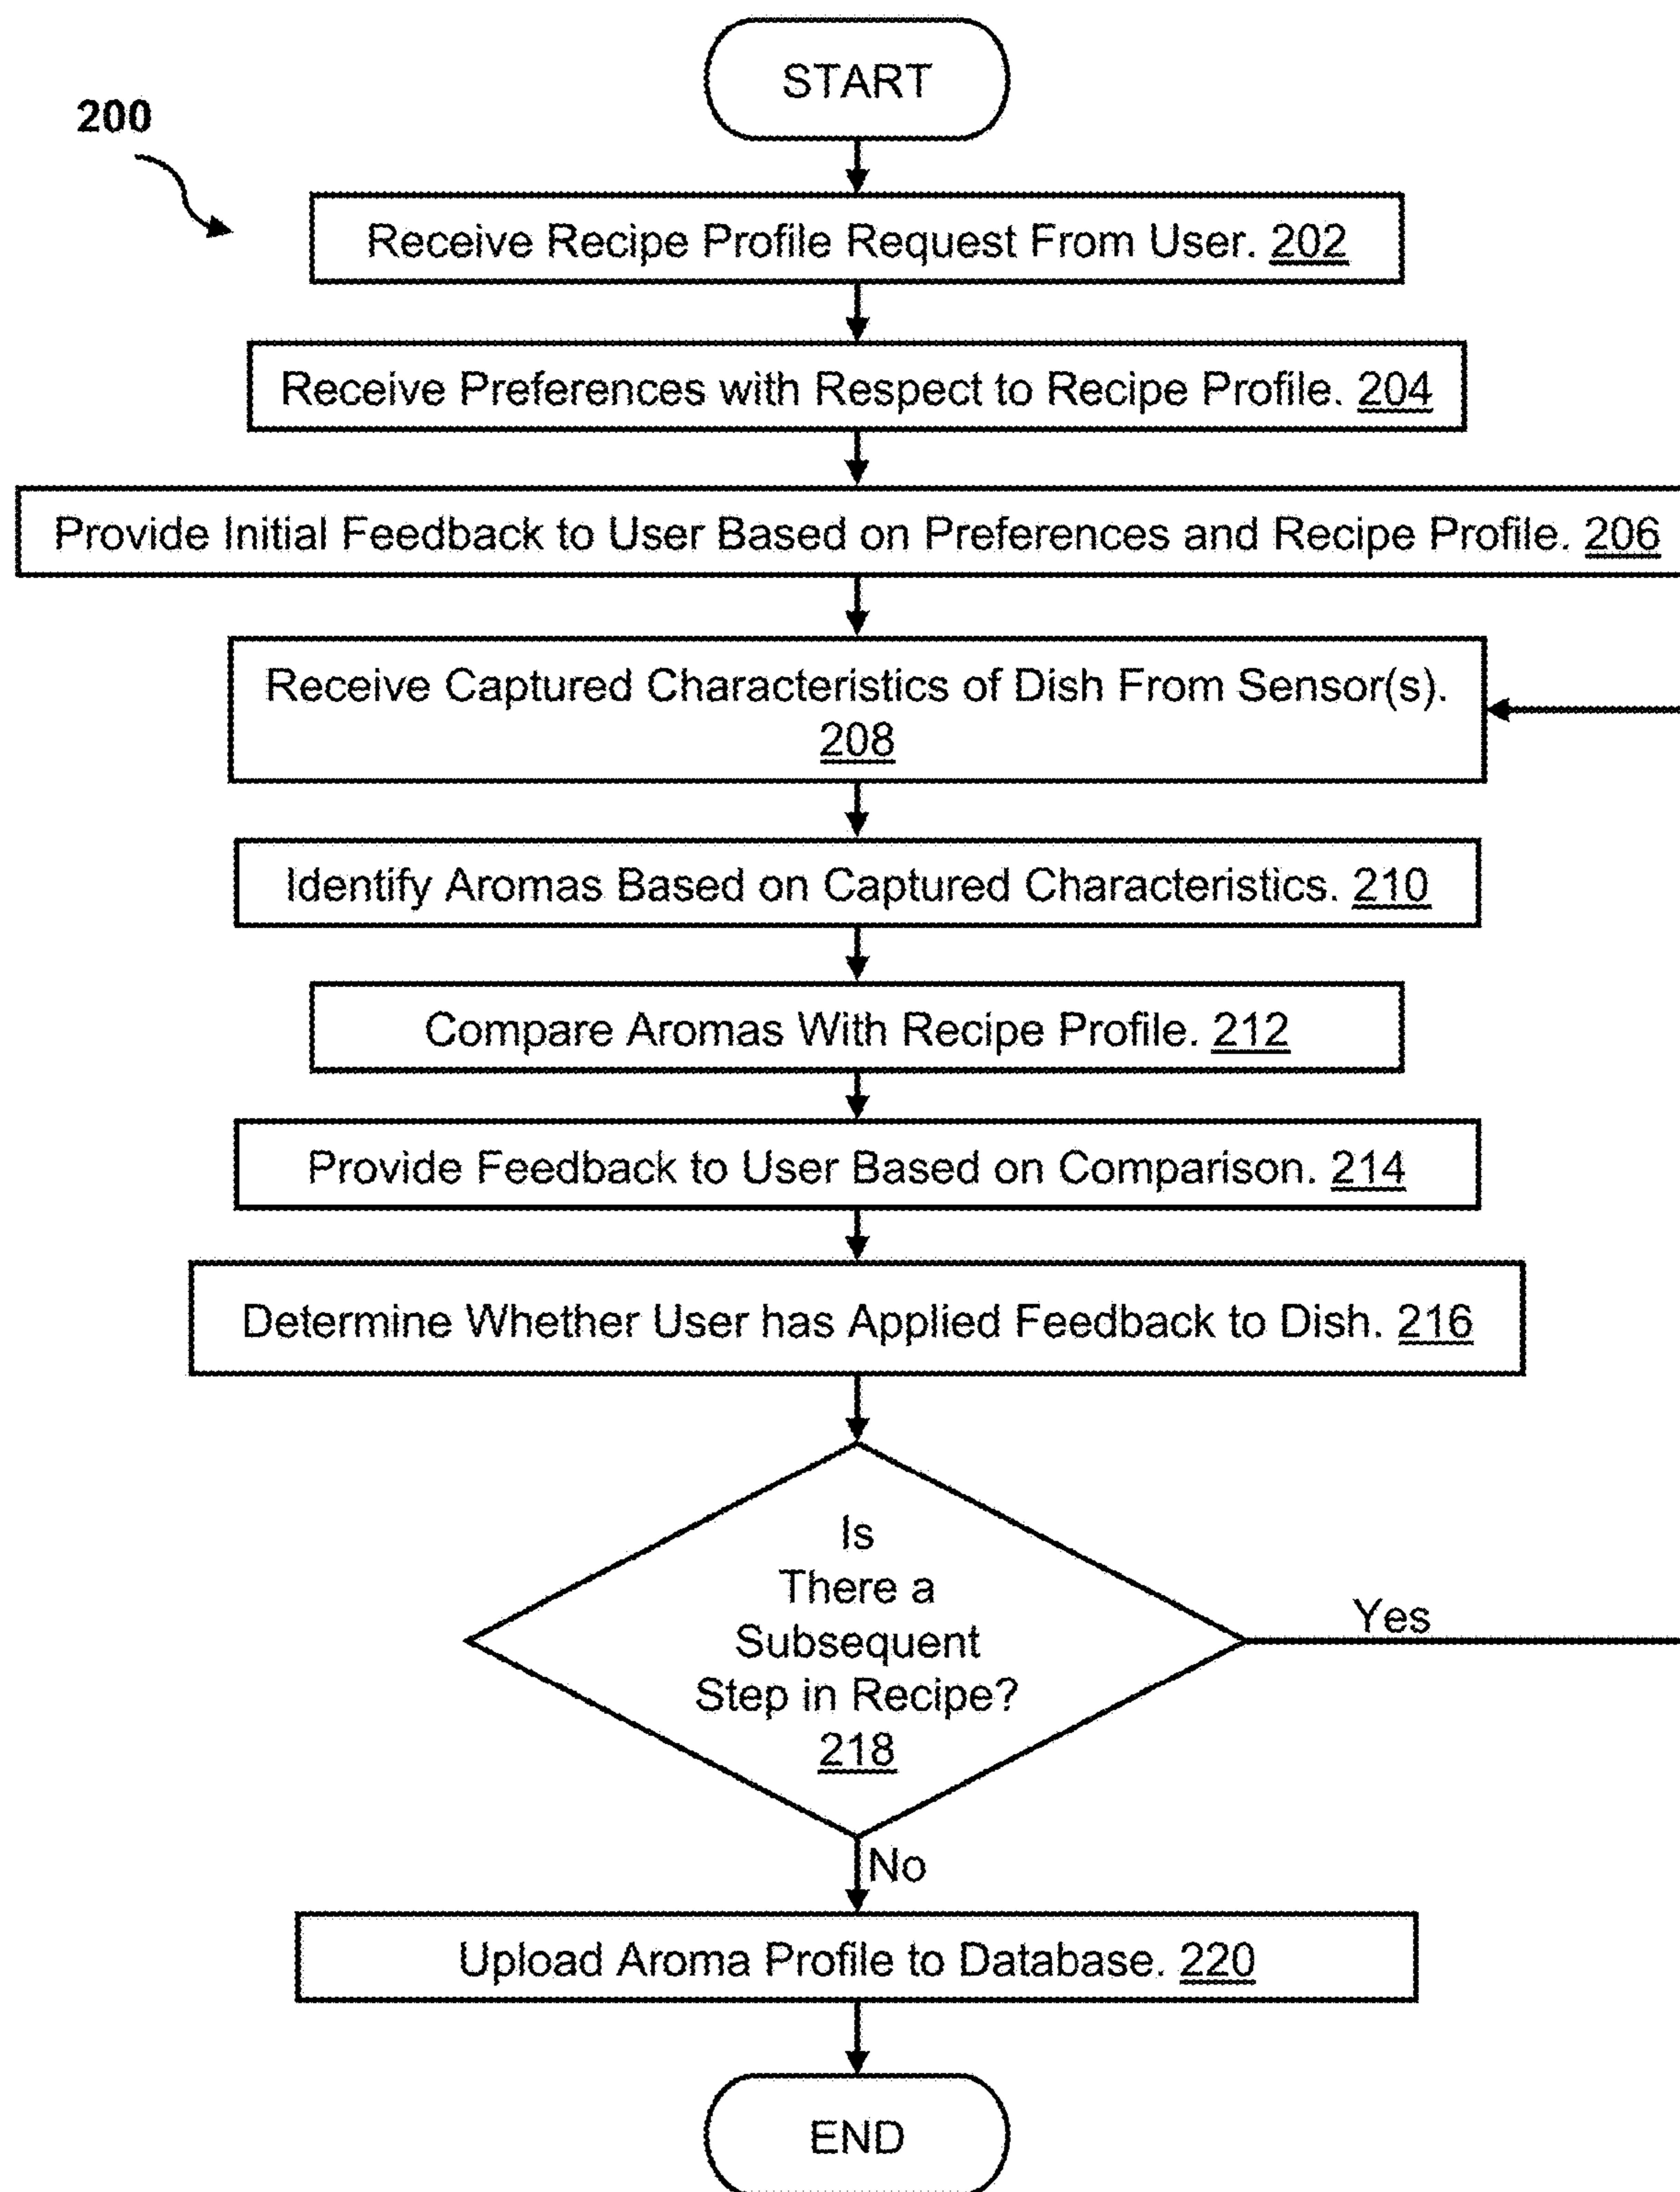 START
200
Receive Recipe Profile Request From User. 202
Receive Preferences with Respect to Recipe Profile. 204
Provide Initial Feedback to User Based on Preferences and Recipe Profile. 206
Receive Captured Characteristics of Dish From Sensor(s).
208
Identify Aromas Based on Captured Characteristics. 210
Compare Aromas With Recipe Profile. 212
Provide Feedback to User Based on Comparison. 214
Determine Whether User has Applied Feedback to Dish. 216
Is
There a
Subsequent
Step in Recipe?
218
Yes
No
Upload Aroma Profile to Database. 220
END